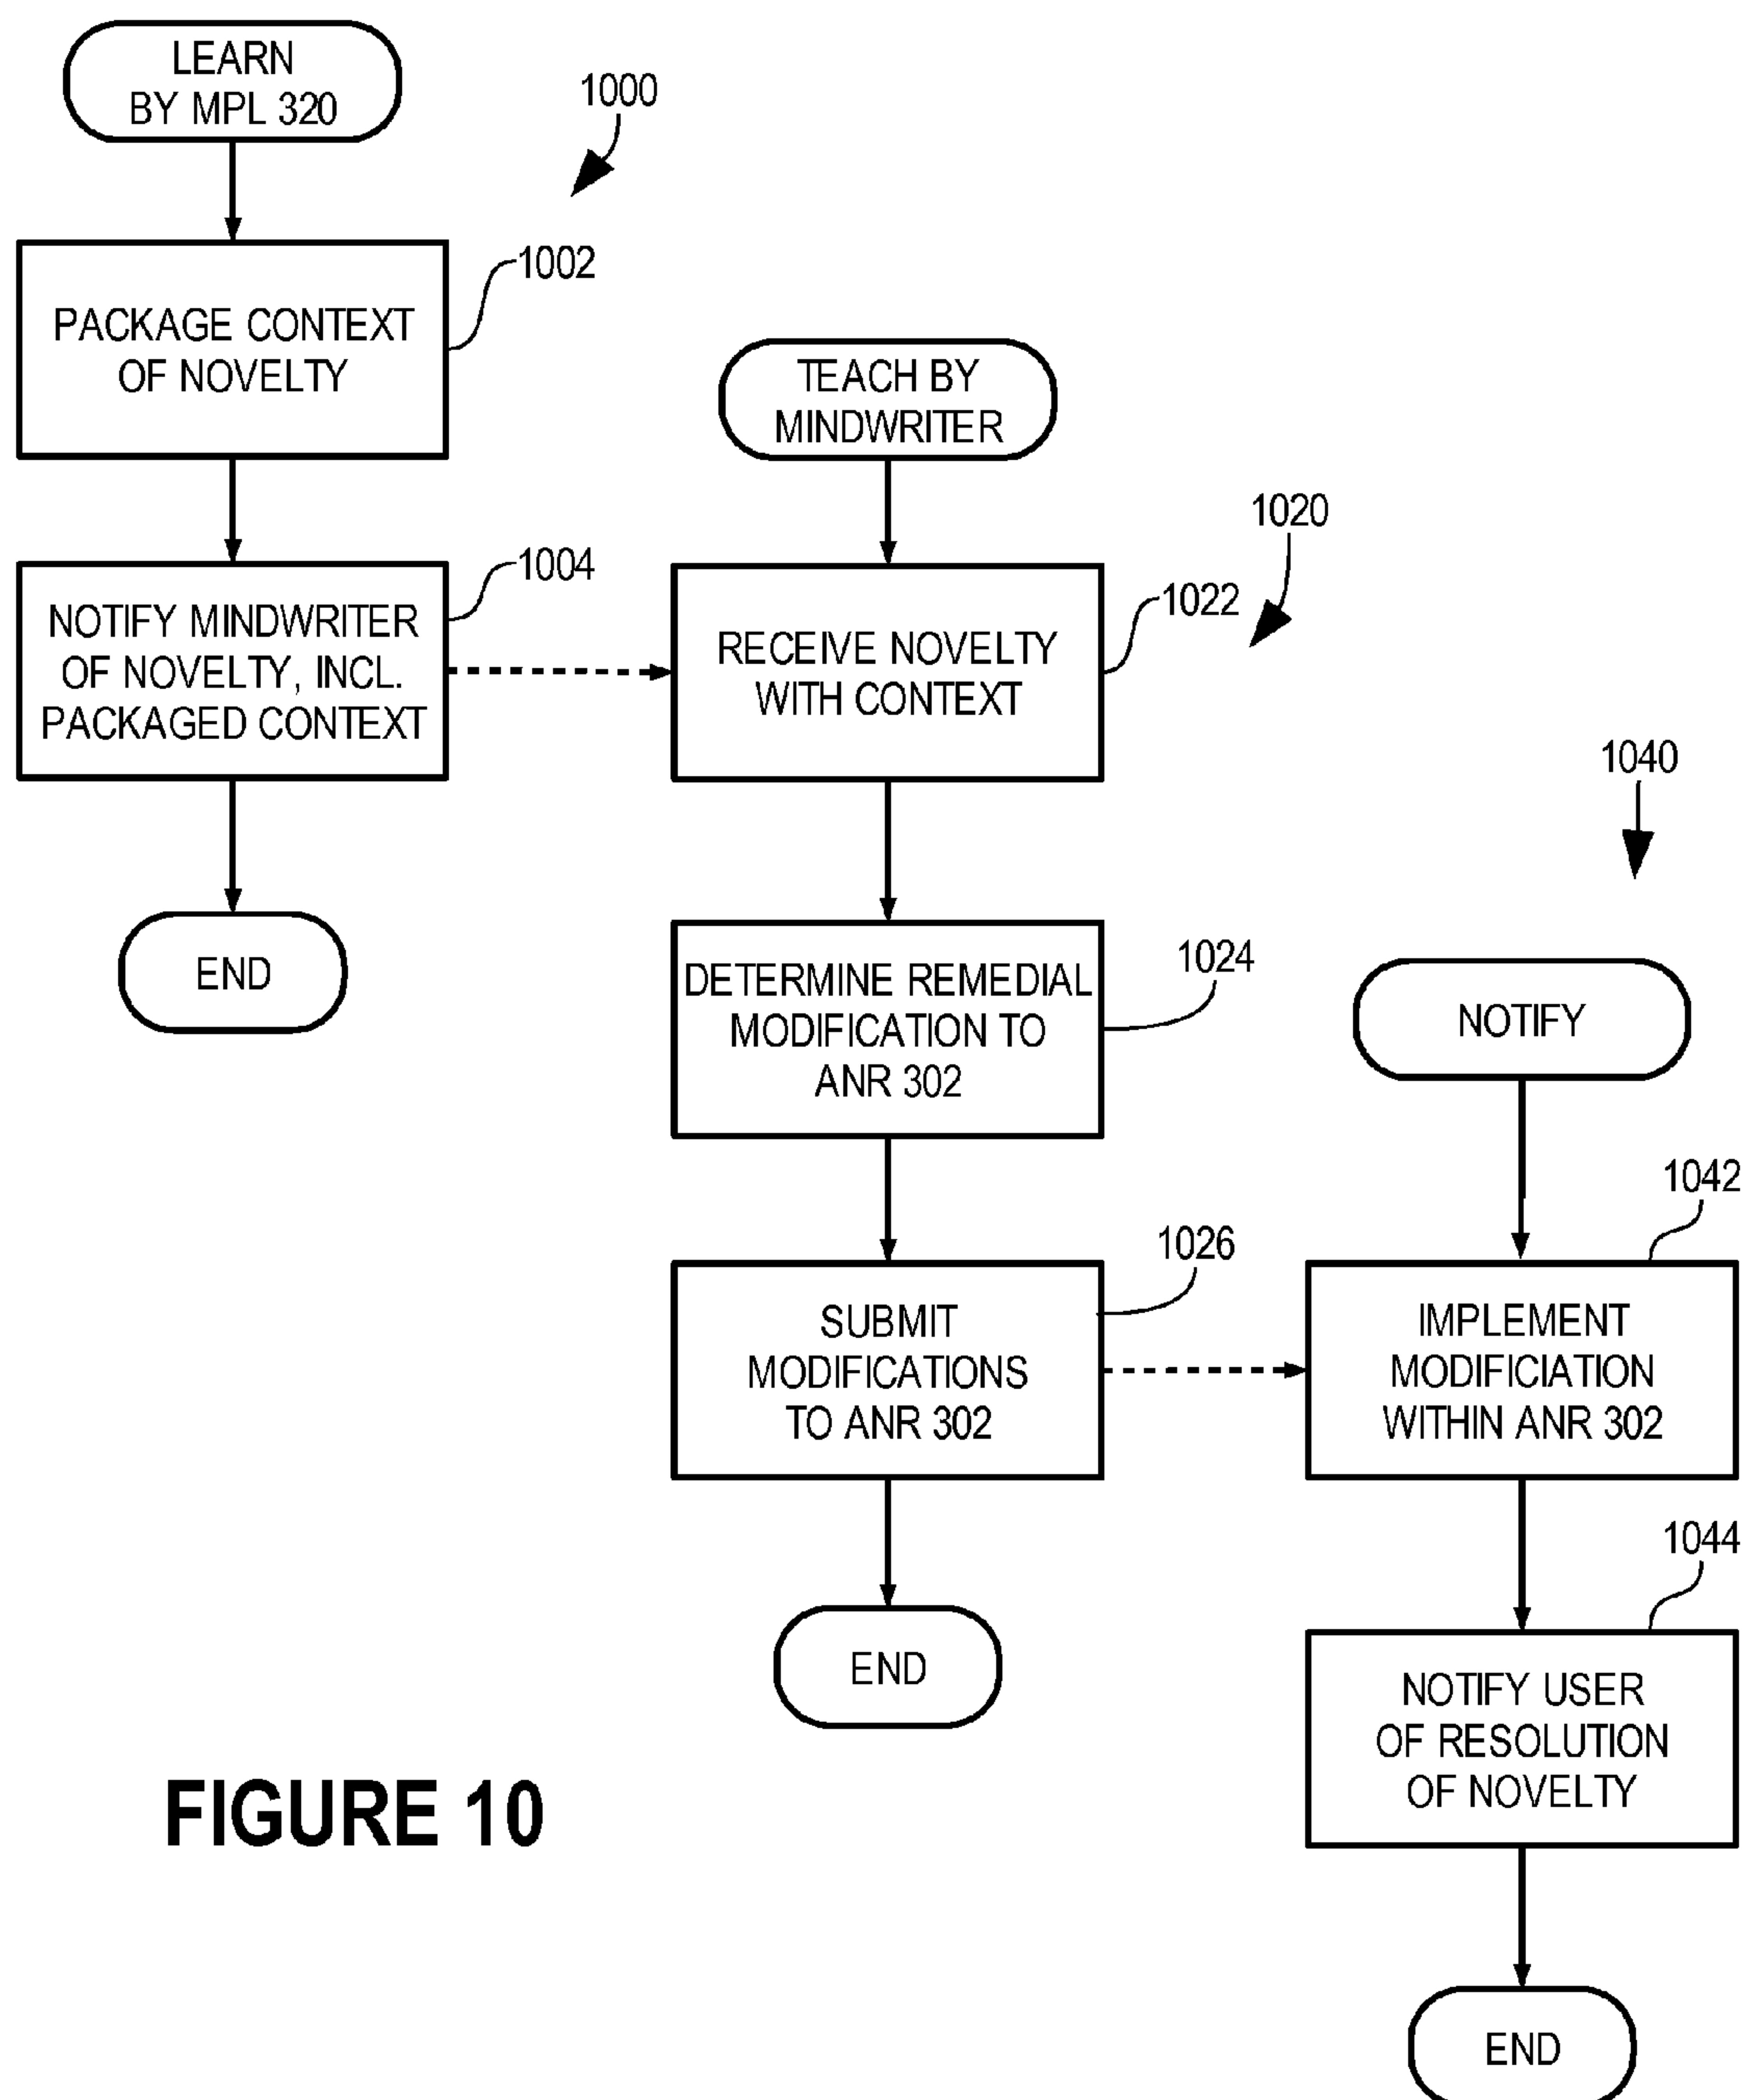 LEARN
BY MPL 320
1000
1002
PACKAGE CONTEXT
OF NOVELTY
1004
NOTIFY MINDWRITER
OF NOVELTY, INCL.
PACKAGED CONTEXT
END
TEACH BY
MINDWRITER
1020
1022
RECEIVE NOVELTY
WITH CONTEXT
1024
DETERMINE REMEDIAL
MODIFICATION TO
ANR 302
1026
SUBMIT
MODIFICATIONS
TO ANR 302
END
1040
NOTIFY
1042
IMPLEMENT
MODIFICIATION
WITHIN ANR 302
1044
NOTIFY USER
OF RESOLUTION
OF NOVELTY
END
FIGURE 10